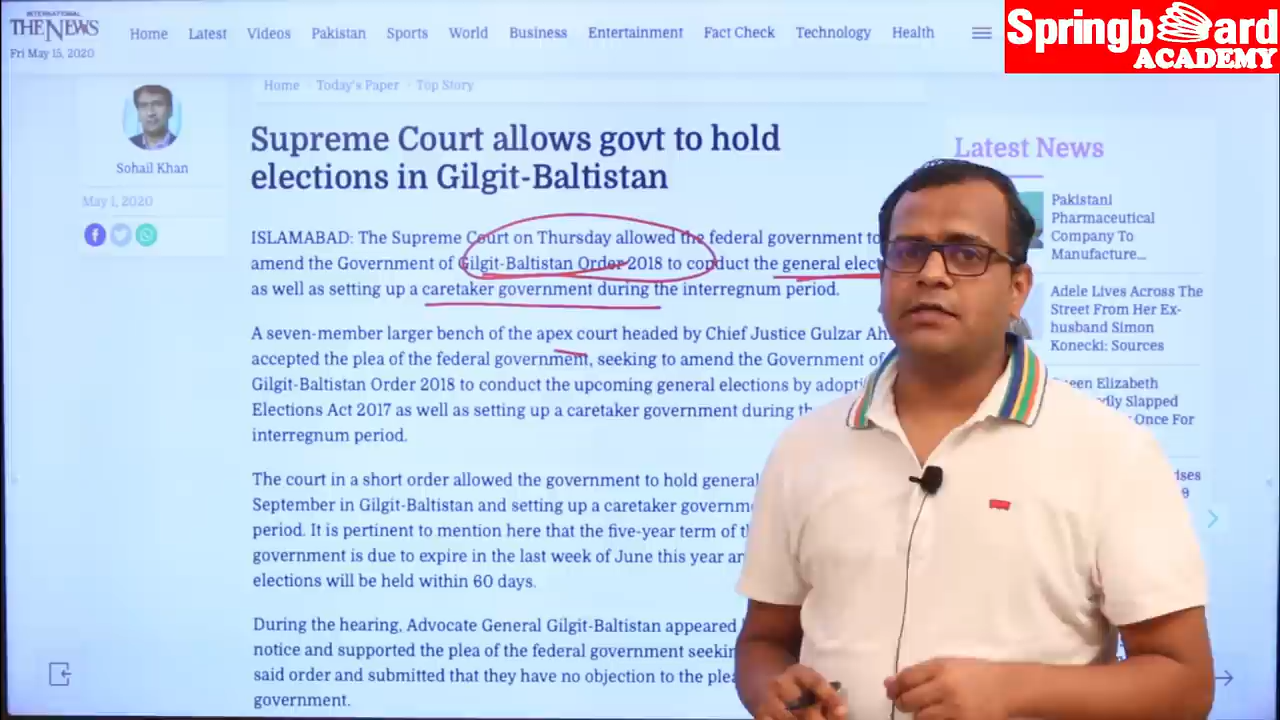 INTERNATIONAL
THE NEWS
Fri May 15, 2020
Home Latest Videos Pakistan Sports World Business Entertainment Fact Check Technology Health
Springboard
ACADEMY
Home Today's Paper Top Story
Sohail Khan
May 1, 2020
Supreme Court allows govt to hold
elections in Gilgit-Baltistan
ISLAMABAD: The Supreme Court on Thursday allowed the federal government to
amend the Government of Gilgit-Baltistan Order 2018 to conduct the general elect
as well as setting up a caretaker government during the interregnum period.
A seven-member larger bench of the apex court headed by Chief Justice Gulzar Ah
accepted the plea of the federal government, seeking to amend the Government of
Gilgit-Baltistan Order 2018 to conduct the upcoming general elections by adopti
Elections Act 2017 as well as setting up a caretaker government during th
interregnum period.
The court in a short order allowed the government to hold general
September in Gilgit-Baltistan and setting up a caretaker governm
period. It is pertinent to mention here that the five-year term of t
government is due to expire in the last week of June this year an
elections will be held within 60 days.
During the hearing, Advocate General Gilgit-Baltistan appeared
notice and supported the plea of the federal government seekin
said order and submitted that they have no objection to the plea
government.
Latest News
Pakistani
Pharmaceutical
Company To
Manufacture...
Adele Lives Across The
Street From Her Ex-
husband Simon
Konecki: Sources
Elizabeth
Slapped
Once For